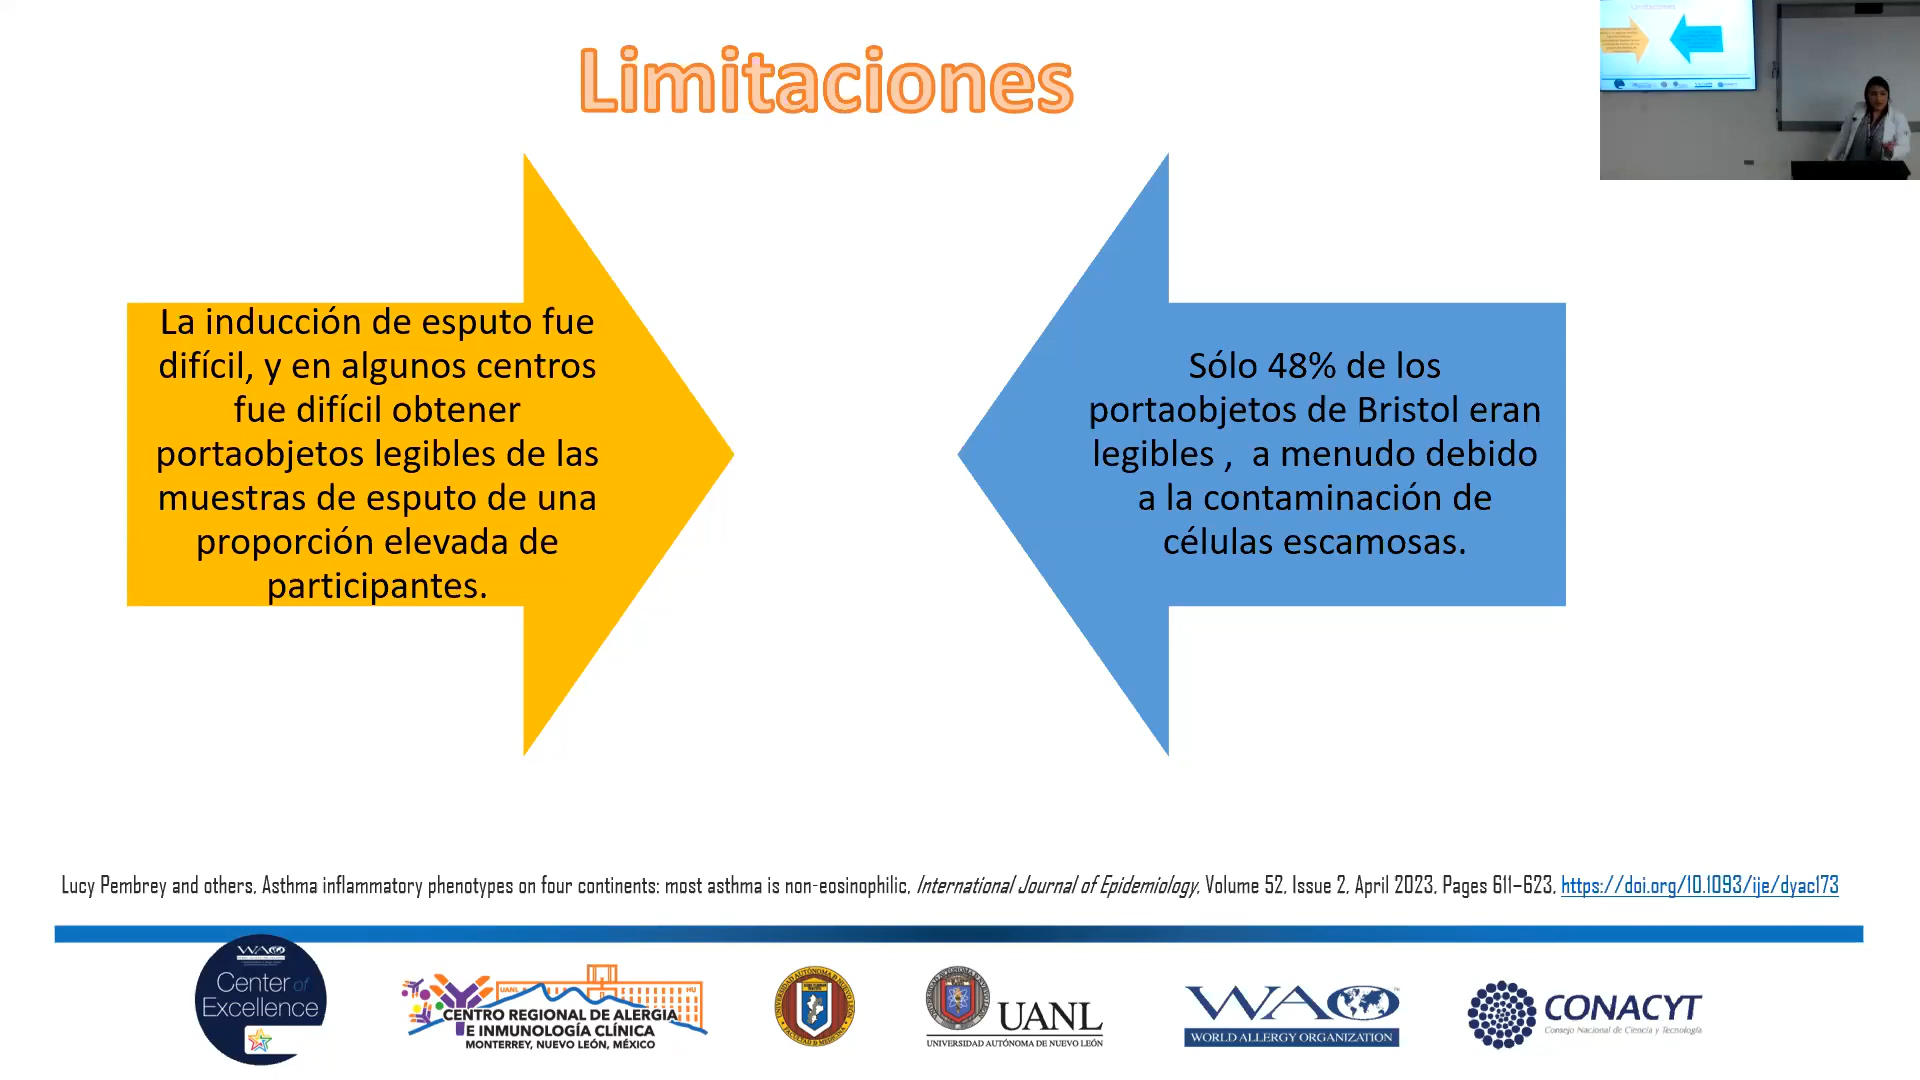 Limitaciones
La inducción de esputo fue
difícil, y en algunos centros
fue difícil obtener
portaobjetos legibles de las
muestras de esputo de una
proporción elevada de
participantes.
Sólo 48% de los
portaobjetos de Bristol eran
legibles , a menudo debido
a la contaminación de
células escamosas.
Lucy Pembrey and others, Asthma inflammatory phenotypes on four continents: most asthma is non-eosinophilic, International Journal of Epidemiology, Volume 52, Issue 2, April 2023, Pages 611–623, https://doi.org/10.1093/ije/dyac173
WAO
Center of
Excellence
UANL
HU
CENTRO REGIONAL DE ALERGIA
E INMUNOLOGÍA CLÍNICA
MONTERREY, NUEVO LEÓN, MÉXICO
UANL
UNIVERSIDAD AUTÓNOMA DE NUEVO LEÓN
WAO
WORLD ALLERGY ORGANIZATION
CONACYT
Consejo Nacional de Ciencia y Tecnología
Limitaciones